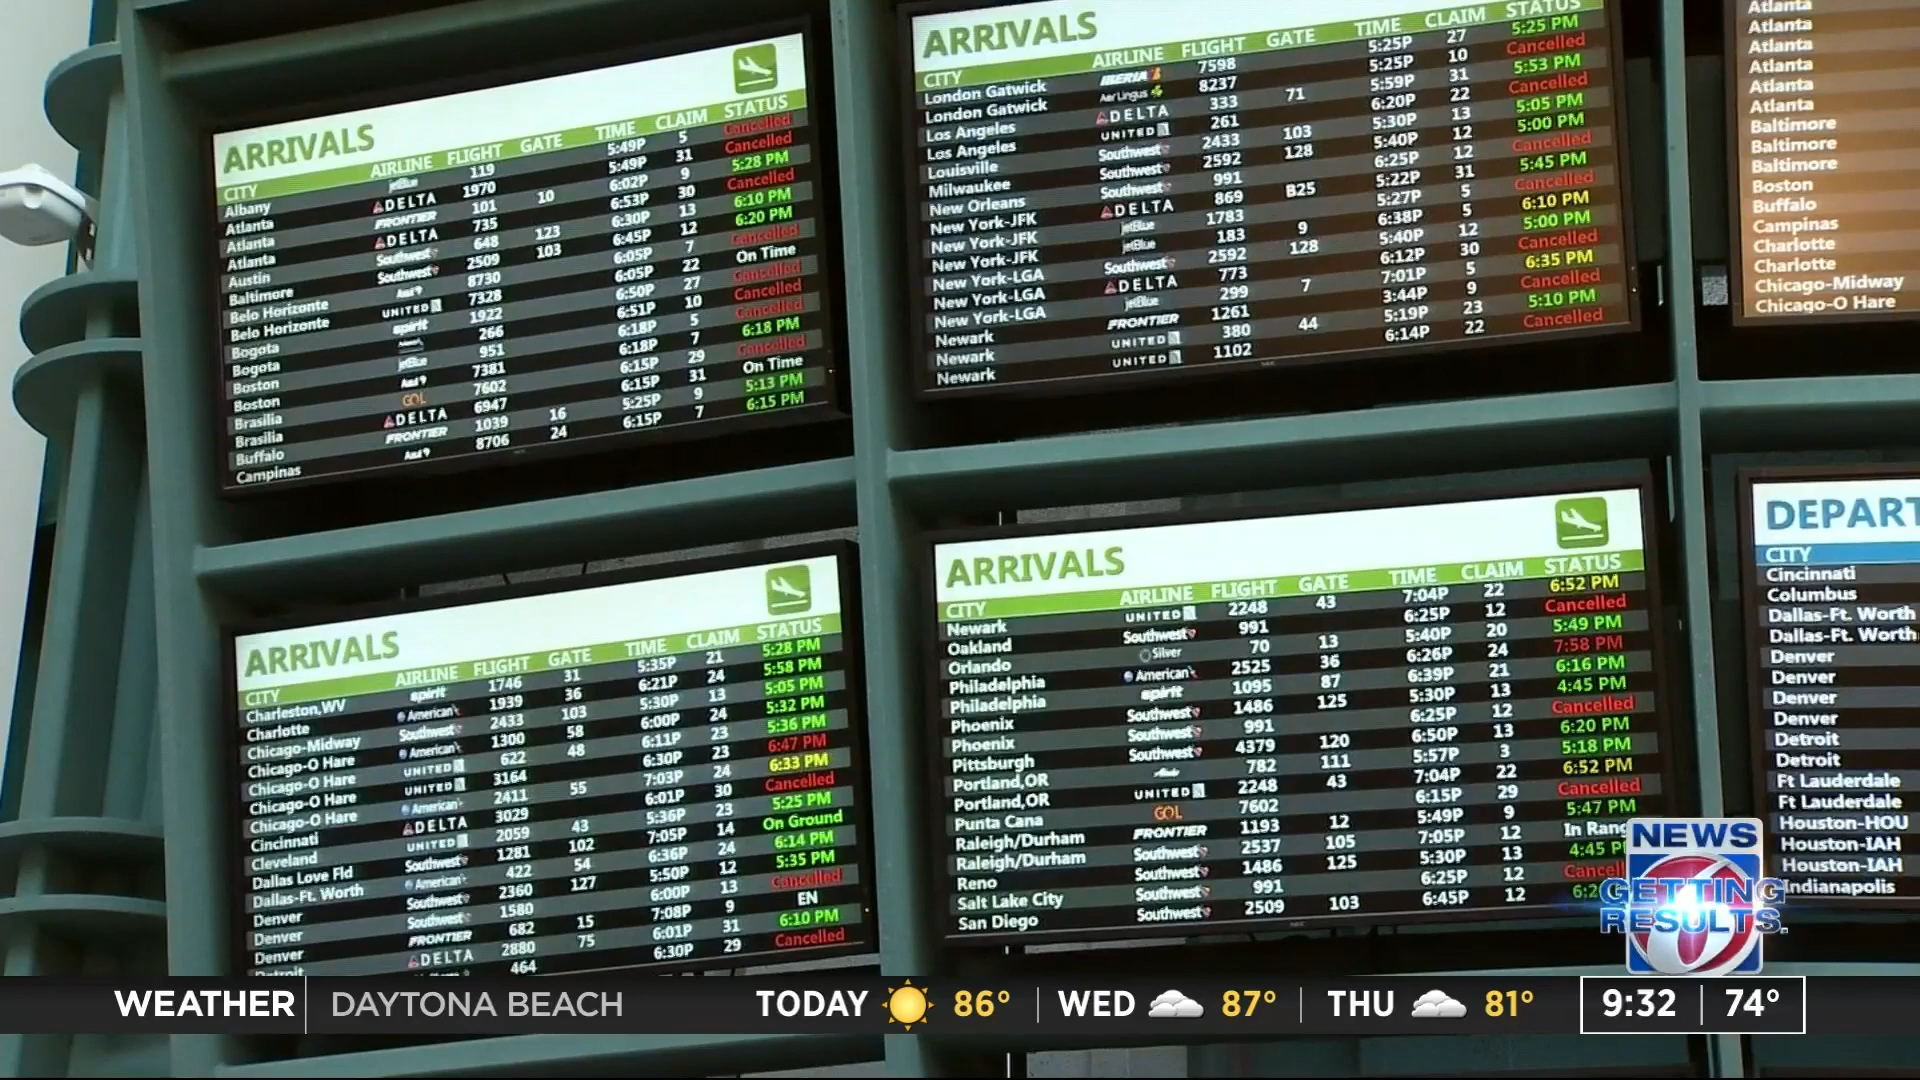 ARRIVALS
CITY AIRLINE FLIGHT GATE TIME CLAIM STATUS
Albany jetBlue 119 5:49P 5 Cancelled
Atlanta DELTA 1970 5:49P 31 Cancelled
Atlanta FRONTIER 101 10 6:02P 9 5:28 PM
Atlanta DELTA 735 6:53P 30 Cancelled
Austin Southwest 648 123 6:30P 13 6:10 PM
Baltimore Southwest 2509 103 6:45P 12 6:20 PM
Belo Horizonte Azul 8730 6:05P 7 Cancelled
Belo Horizonte UNITED 7328 6:05P 22 On Time
Bogota spirit 1922 6:50P 27 Cancelled
Bogota 266 6:51P 10 Cancelled
Boston jetBlue 951 6:18P 5 Cancelled
Boston Azul 7381 6:18P 7 6:18 PM
Brasilia GOL 7602 6:15P 29 Cancelled
Brasilia DELTA 6947 6:15P 31 On Time
Buffalo FRONTIER 1039 16 5:25P 9 5:13 PM
Campinas Azul 8706 24 6:15P 7 6:15 PM
ARRIVALS
CITY AIRLINE FLIGHT GATE TIME CLAIM STATUS
London Gatwick IBERIA 7598 5:25P 27 5:25 PM
London Gatwick Aer Lingus 8237 5:25P 10 Cancelled
Los Angeles DELTA 333 71 5:59P 31 5:53 PM
Los Angeles UNITED 261 6:20P 22 Cancelled
Louisville Southwest 2433 103 5:30P 13 5:05 PM
Milwaukee Southwest 2592 128 5:40P 12 5:00 PM
New Orleans Southwest 991 6:25P 12 Cancelled
New York-JFK DELTA 869 B25 5:22P 31 5:45 PM
New York-JFK jetBlue 1783 5:27P 5 Cancelled
New York-JFK jetBlue 183 9 6:38P 5 6:10 PM
New York-LGA Southwest 2592 128 5:40P 12 5:00 PM
New York-LGA DELTA 773 6:12P 30 Cancelled
New York-LGA jetBlue 299 7 7:01P 5 6:35 PM
Newark FRONTIER 1261 3:44P 9 Cancelled
Newark UNITED 380 44 5:19P 23 5:10 PM
Newark UNITED 1102 6:14P 22 Cancelled
Atlanta
Atlanta
Atlanta
Atlanta
Atlanta
Atlanta
Baltimore
Baltimore
Baltimore
Boston
Buffalo
Campinas
Charlotte
Charlotte
Chicago-Midway
Chicago-O Hare
ARRIVALS
CITY AIRLINE FLIGHT GATE TIME CLAIM STATUS
Charleston,WV spirit 1746 31 5:35P 21 5:28 PM
Charlotte American 1939 36 6:21P 24 5:58 PM
Chicago-Midway Southwest 2433 103 5:30P 13 5:05 PM
Chicago-O Hare American 1300 58 6:00P 24 5:32 PM
Chicago-O Hare UNITED 622 48 6:11P 23 5:36 PM
Chicago-O Hare UNITED 3164 6:30P 23 6:47 PM
Chicago-O Hare American 2411 55 7:03P 24 6:33 PM
Cincinnati DELTA 3029 6:01P 30 Cancelled
Cleveland UNITED 2059 43 5:36P 23 5:25 PM
Dallas Love Fld Southwest 1281 102 7:05P 14 On Ground
Dallas-Ft. Worth American 422 54 6:36P 24 6:14 PM
Denver Southwest 2360 127 5:50P 12 5:35 PM
Denver Southwest 1580 6:00P 13 Cancelled
Denver FRONTIER 682 15 7:08P 9 EN
Detroit DELTA 2880 75 6:01P 31 6:10 PM
464 6:30P 29 Cancelled
ARRIVALS
CITY AIRLINE FLIGHT GATE TIME CLAIM STATUS
Newark UNITED 2248 43 7:04P 22 6:52 PM
Oakland Southwest 991 6:25P 12 Cancelled
Orlando Silver 70 13 5:40P 20 5:49 PM
Philadelphia American 2525 36 6:26P 24 7:58 PM
Philadelphia spirit 1095 87 6:39P 21 6:16 PM
Phoenix Southwest 1486 125 5:30P 13 4:45 PM
Phoenix Southwest 991 6:25P 12 Cancelled
Pittsburgh Southwest 4379 120 6:50P 13 6:20 PM
Portland,OR Alaska 782 111 5:57P 3 5:18 PM
Portland,OR UNITED 2248 43 7:04P 22 6:52 PM
Punta Cana GOL 7602 6:15P 29 Cancelled
Raleigh/Durham FRONTIER 1193 12 5:49P 9 5:47 PM
Raleigh/Durham Southwest 2537 105 7:05P 12 In Rang
Reno Southwest 1486 125 5:30P 13 4:45 P
Salt Lake City Southwest 991 6:25P 12 Cancell
San Diego Southwest 2509 103 6:45P 12 6:2
DEPART
CITY
Cincinnati
Columbus
Dallas-Ft. Worth
Dallas-Ft. Worth
Denver
Denver
Denver
Denver
Detroit
Detroit
Ft Lauderdale
Ft Lauderdale
Houston-HOU
Houston-IAH
Houston-IAH
Indianapolis
NEWS
6
GETTING
RESULTS.
WEATHER DAYTONA BEACH TODAY 86° WED 87° THU 81° 9:32 74°